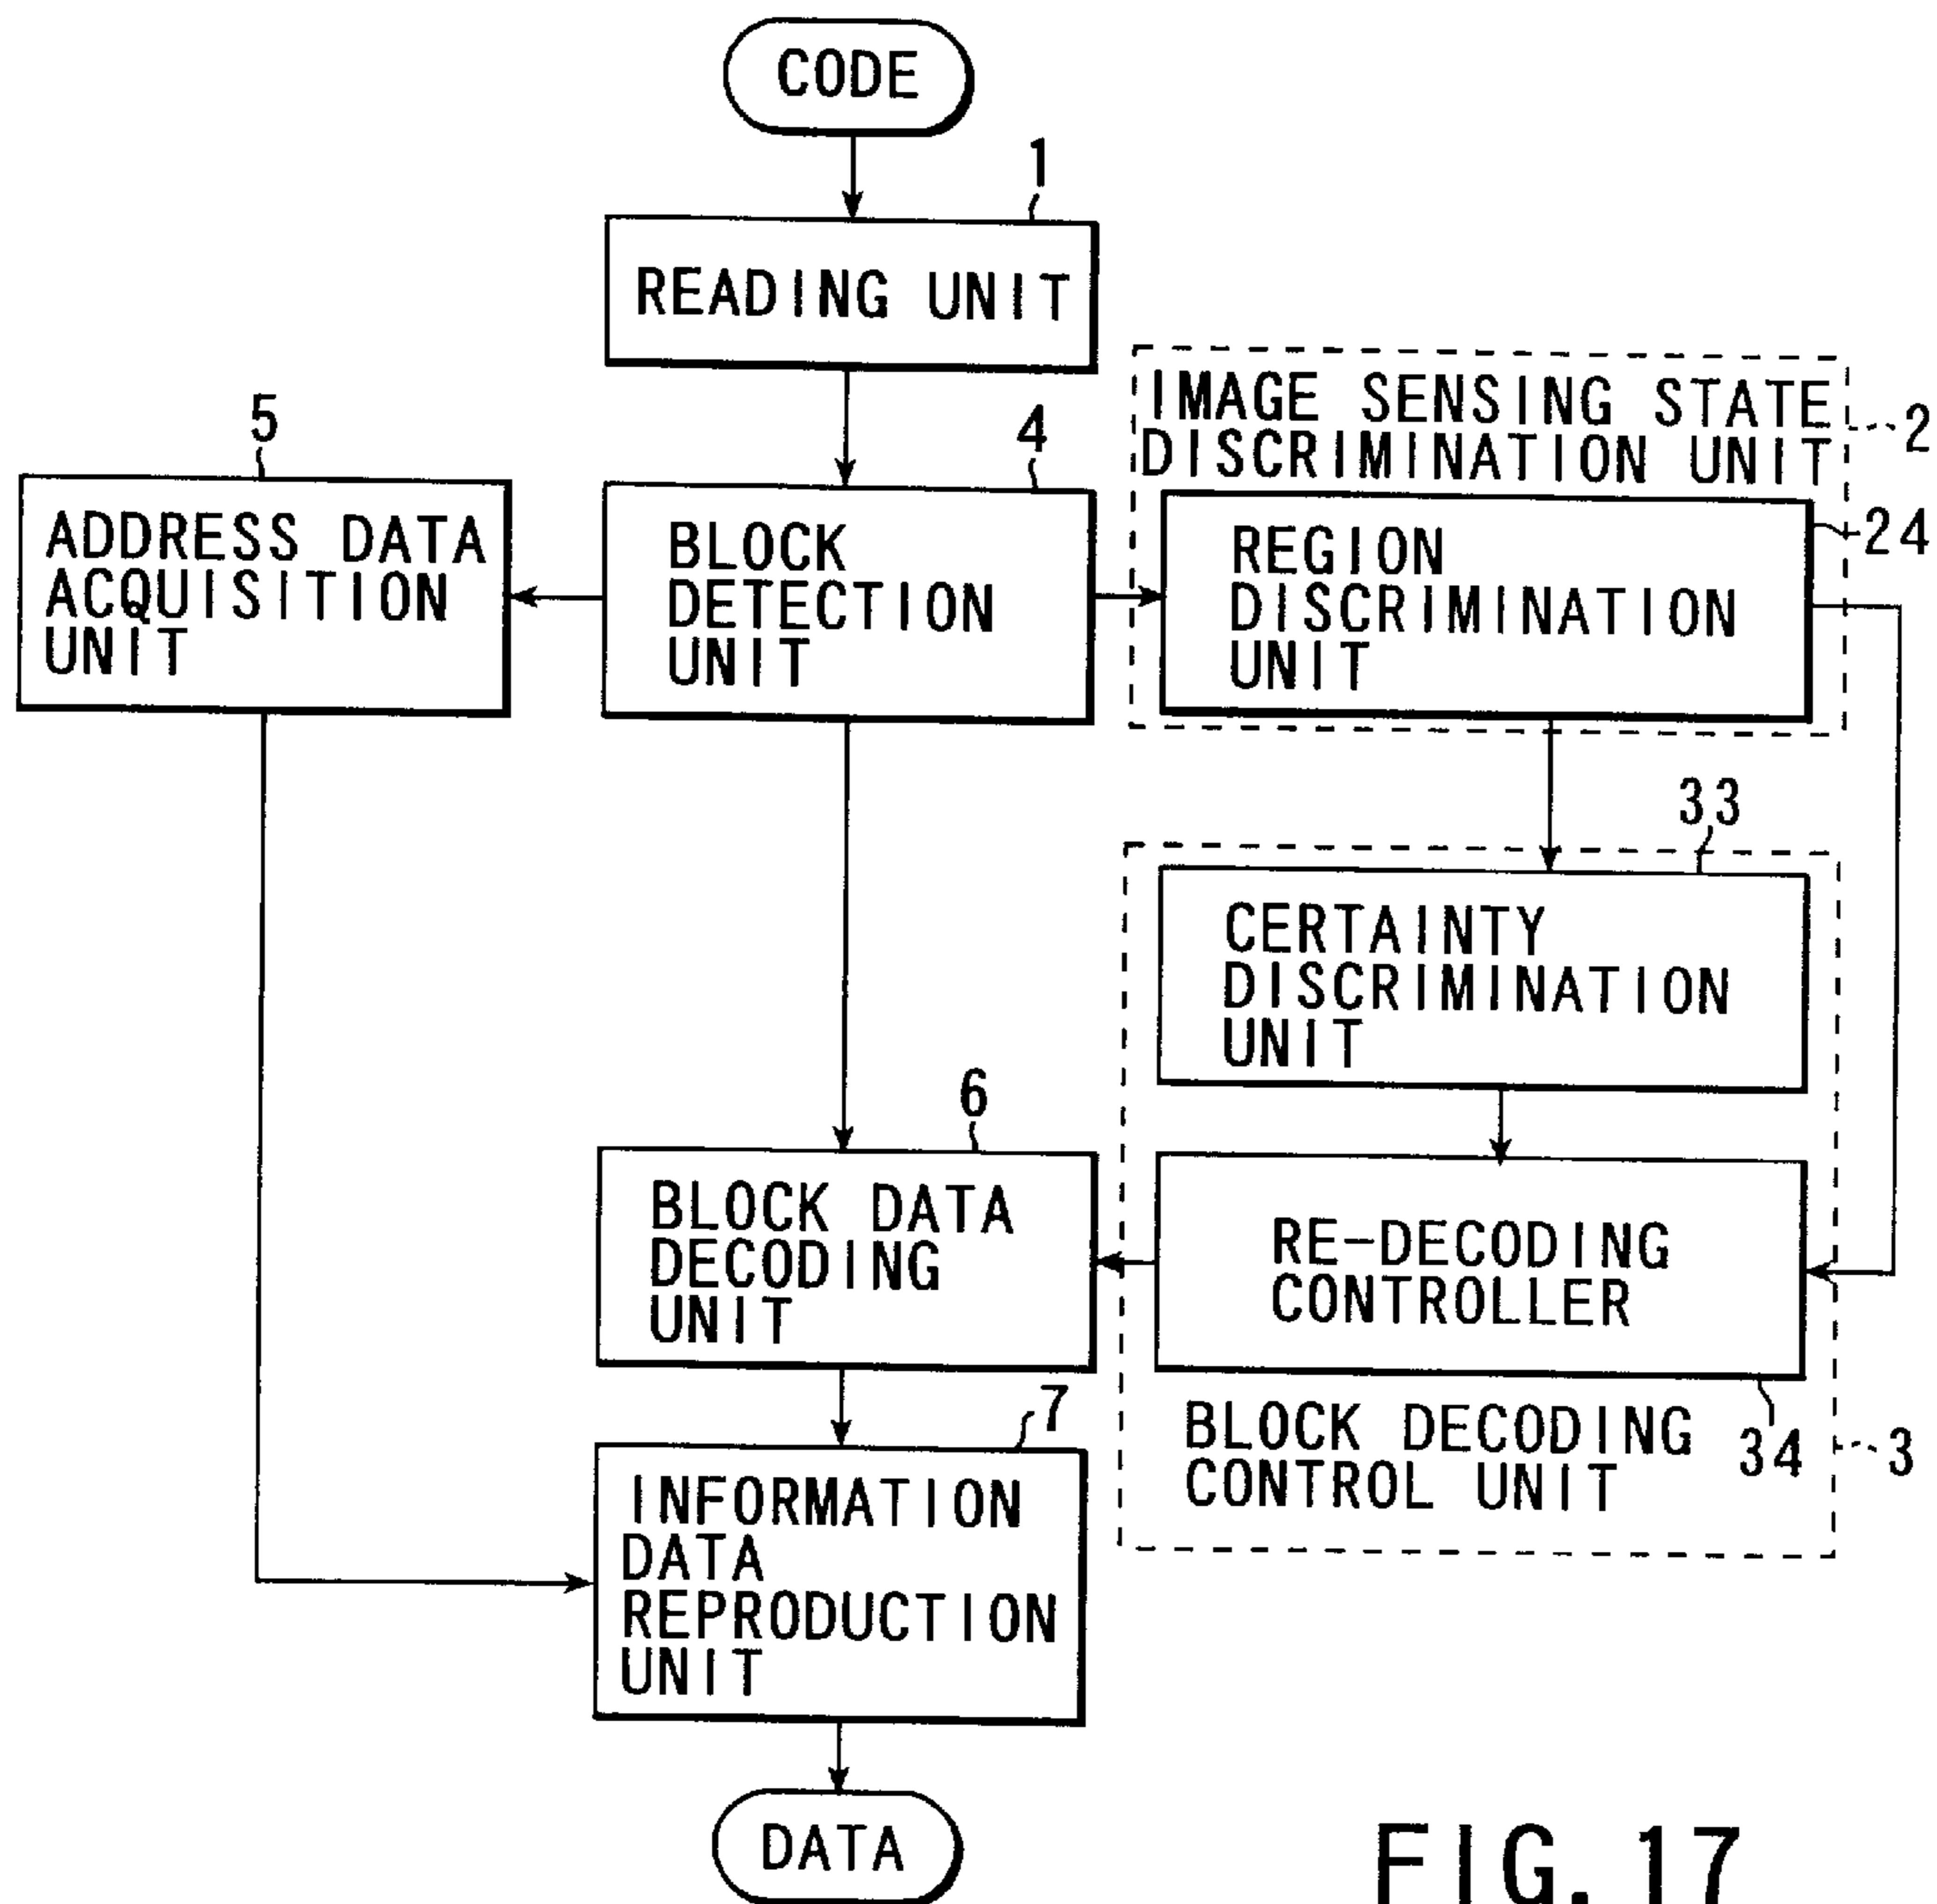 CODE
1
READING UNIT
IMAGE SENSING STATE
DISCRIMINATION UNIT
2
5
ADDRESS DATA
ACQUISITION
UNIT
4
BLOCK
DETECTION
UNIT
24
REGION
DISCRIMINATION
UNIT
33
CERTAINTY
DISCRIMINATION
UNIT
6
BLOCK DATA
DECODING
UNIT
RE-DECODING
CONTROLLER
34
BLOCK DECODING
CONTROL UNIT
3
7
INFORMATION
DATA
REPRODUCTION
UNIT
DATA
FIG. 17